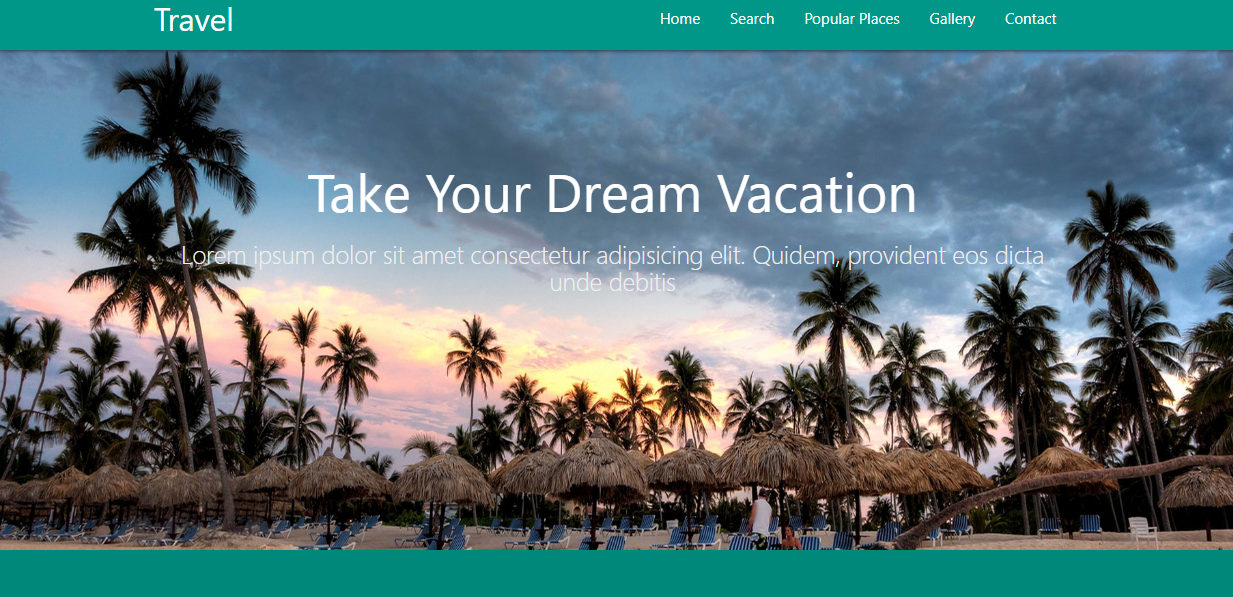 Travel
Home Search Popular Places Gallery Contact
Take Your Dream Vacation
Lorem ipsum dolor sit amet consectetur adipisicing elit. Quidem, provident eos dicta
unde debitis